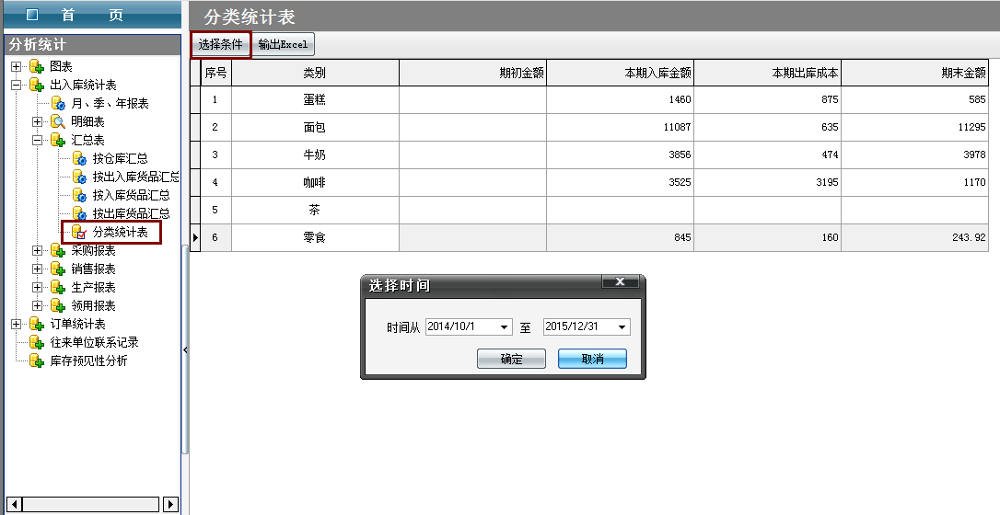 首 页
分析统计
图表
出入库统计表
月、季、年报表
明细表
汇总表
按仓库汇总
按出入库货品汇总
按入库货品汇总
按出库货品汇总
分类统计表
采购报表
销售报表
生产报表
领用报表
订单统计表
往来单位联系记录
库存预见性分析
分类统计表
选择条件 输出Excel
序号 类别 期初金额 本期入库金额 本期出库成本 期末金额
1 蛋糕 1460 875 585
2 面包 11087 635 11295
3 牛奶 3856 474 3978
4 咖啡 3525 3195 1170
5 茶
6 零食 845 160 243.92
选择时间 X
时间从 2014/10/1 至 2015/12/31
确定 取消